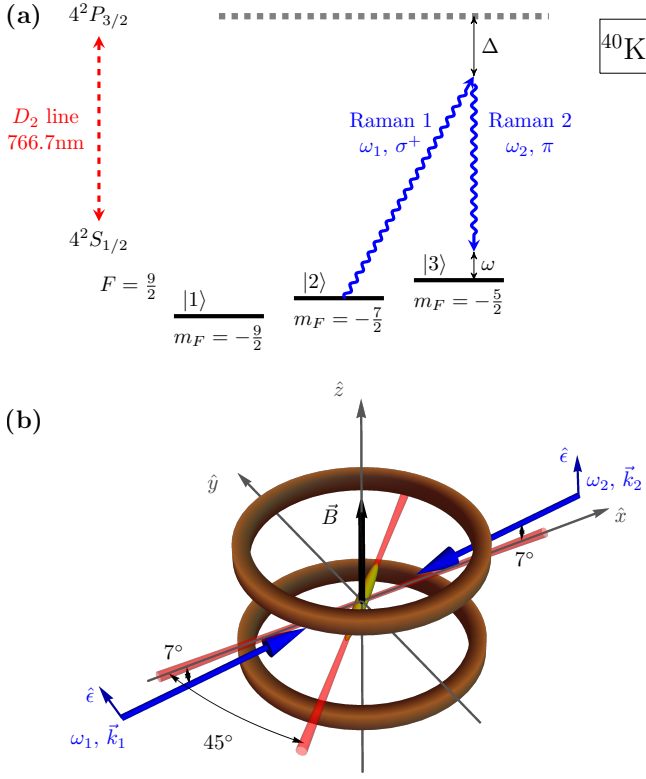 (a)
4²P₃/₂
Δ
⁴⁰K
D₂ line
766.7nm
Raman 1
ω₁, σ⁺
Raman 2
ω₂, π
4²S₁/₂
F = 9/2
|1⟩
|2⟩
|3⟩
ω
m_F = −9/2
m_F = −7/2
m_F = −5/2
(b)
ẑ
ŷ
B⃗
ε̂
ω₂, k⃗₂
x̂
7°
7°
ε̂
ω₁, k⃗₁
45°